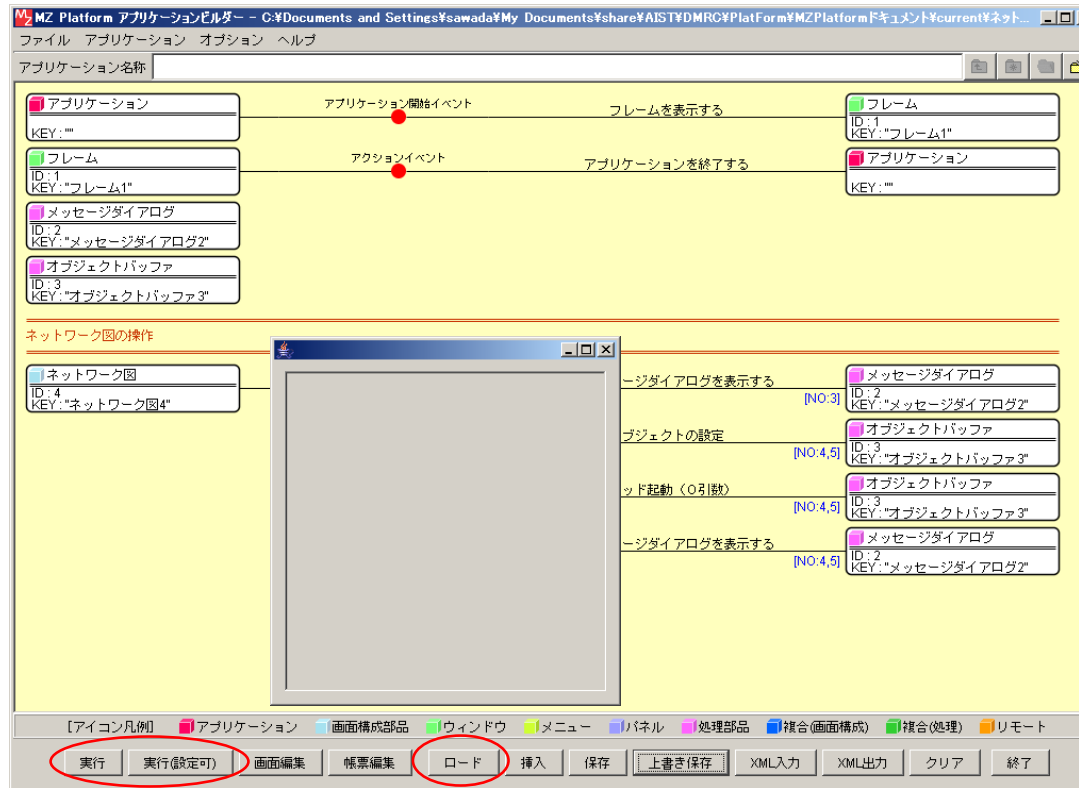 MZ Platform アプリケーションビルダー - C:¥Documents and Settings¥sawada¥My Documents¥share¥AIST¥DMRC¥PlatForm¥MZPlatformドキュメント¥current¥ネット...
ファイル アプリケーション オプション ヘルプ
アプリケーション名称
アプリケーション アプリケーション開始イベント フレームを表示する フレーム
KEY:"" ID:1
KEY:"フレーム1"
フレーム アクションイベント アプリケーションを終了する アプリケーション
ID:1
KEY:"フレーム1" KEY:""
メッセージダイアログ
ID:2
KEY:"メッセージダイアログ2"
オブジェクトバッファ
ID:3
KEY:"オブジェクトバッファ3"
ネットワーク図の操作
ネットワーク図 ージダイアログを表示する メッセージダイアログ
ID:4 [NO:3] ID:2
KEY:"ネットワーク図4" KEY:"メッセージダイアログ2"
ブジェクトの設定 オブジェクトバッファ
[NO:4,5] ID:3
KEY:"オブジェクトバッファ3"
ッド起動（0引数） オブジェクトバッファ
[NO:4,5] ID:3
KEY:"オブジェクトバッファ3"
ージダイアログを表示する メッセージダイアログ
[NO:4,5] ID:2
KEY:"メッセージダイアログ2"
[アイコン凡例] アプリケーション 画面構成部品 ウィンドウ メニュー パネル 処理部品 複合(画面構成) 複合(処理) リモート
実行 実行(設定可) 画面編集 帳票編集 ロード 挿入 保存 上書き保存 XML入力 XML出力 クリア 終了